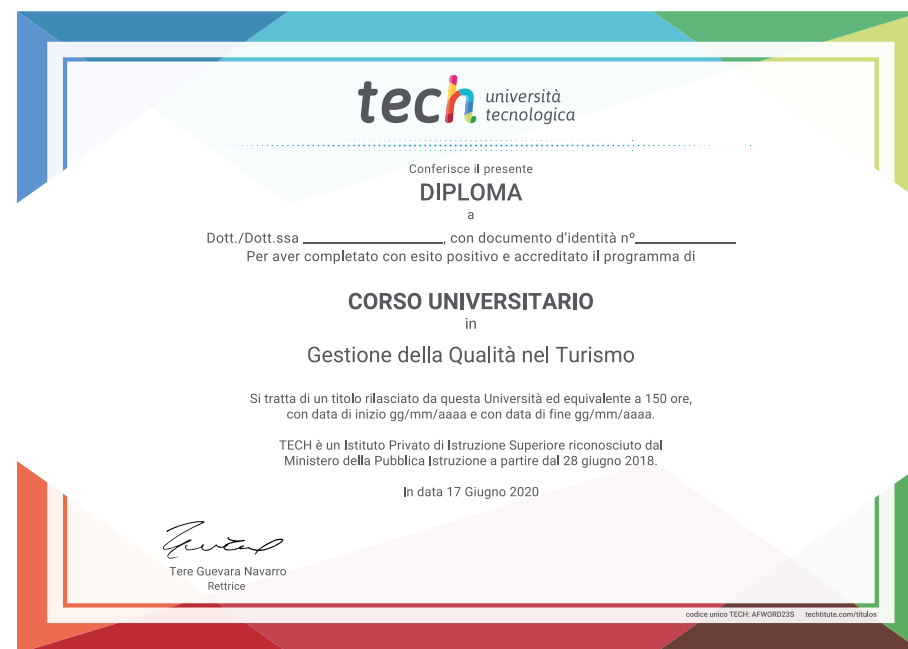 tech università
tecnologica
Conferisce il presente
DIPLOMA
a
Dott./Dott.ssa ____________________, con documento d'identità nº______________
Per aver completato con esito positivo e accreditato il programma di
CORSO UNIVERSITARIO
in
Gestione della Qualità nel Turismo
Si tratta di un titolo rilasciato da questa Università ed equivalente a 150 ore,
con data di inizio gg/mm/aaaa e con data di fine gg/mm/aaaa.
TECH è un Istituto Privato di Istruzione Superiore riconosciuto dal
Ministero della Pubblica Istruzione a partire dal 28 giugno 2018.
In data 17 Giugno 2020
Tere Guevara Navarro
Rettrice
codice unico TECH: AFWORD23S techtitute.com/titulos